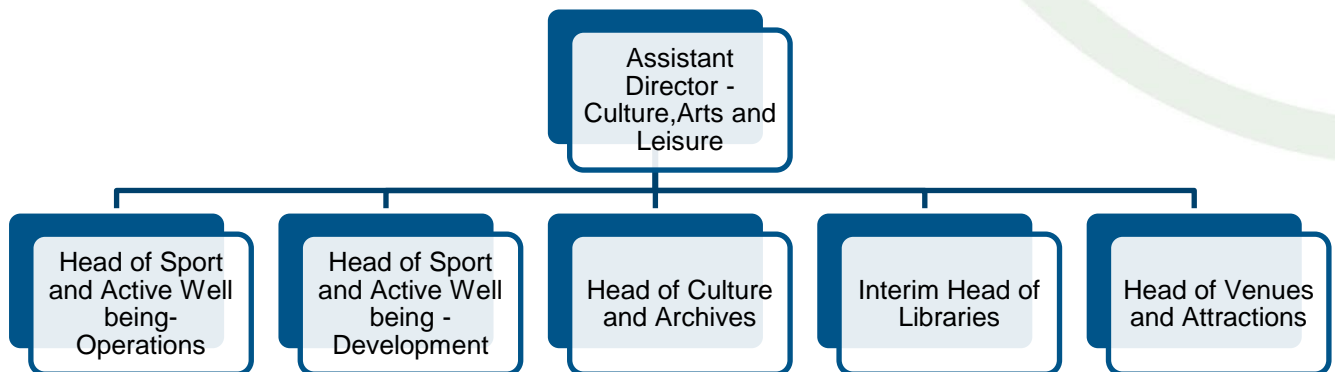 Assistant
Director -
Culture,Arts and
Leisure
Head of Sport
and Active Well
being-
Operations
Head of Sport
and Active Well
being -
Development
Head of Culture
and Archives
Interim Head of
Libraries
Head of Venues
and Attractions